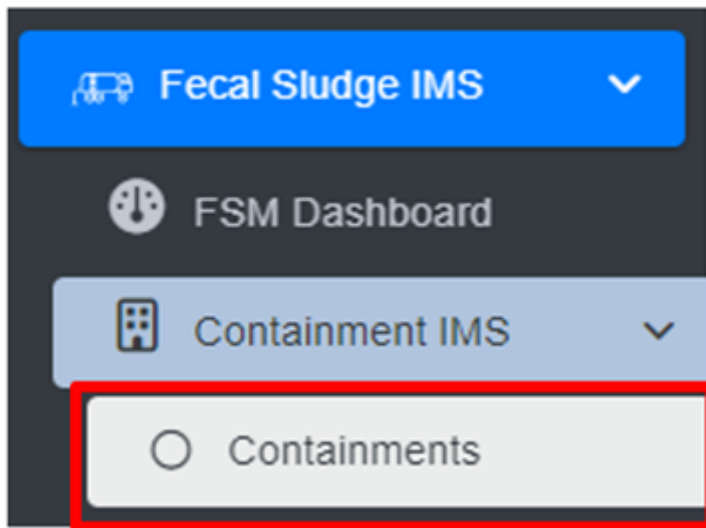 Fecal Sludge IMS
FSM Dashboard
Containment IMS
Containments